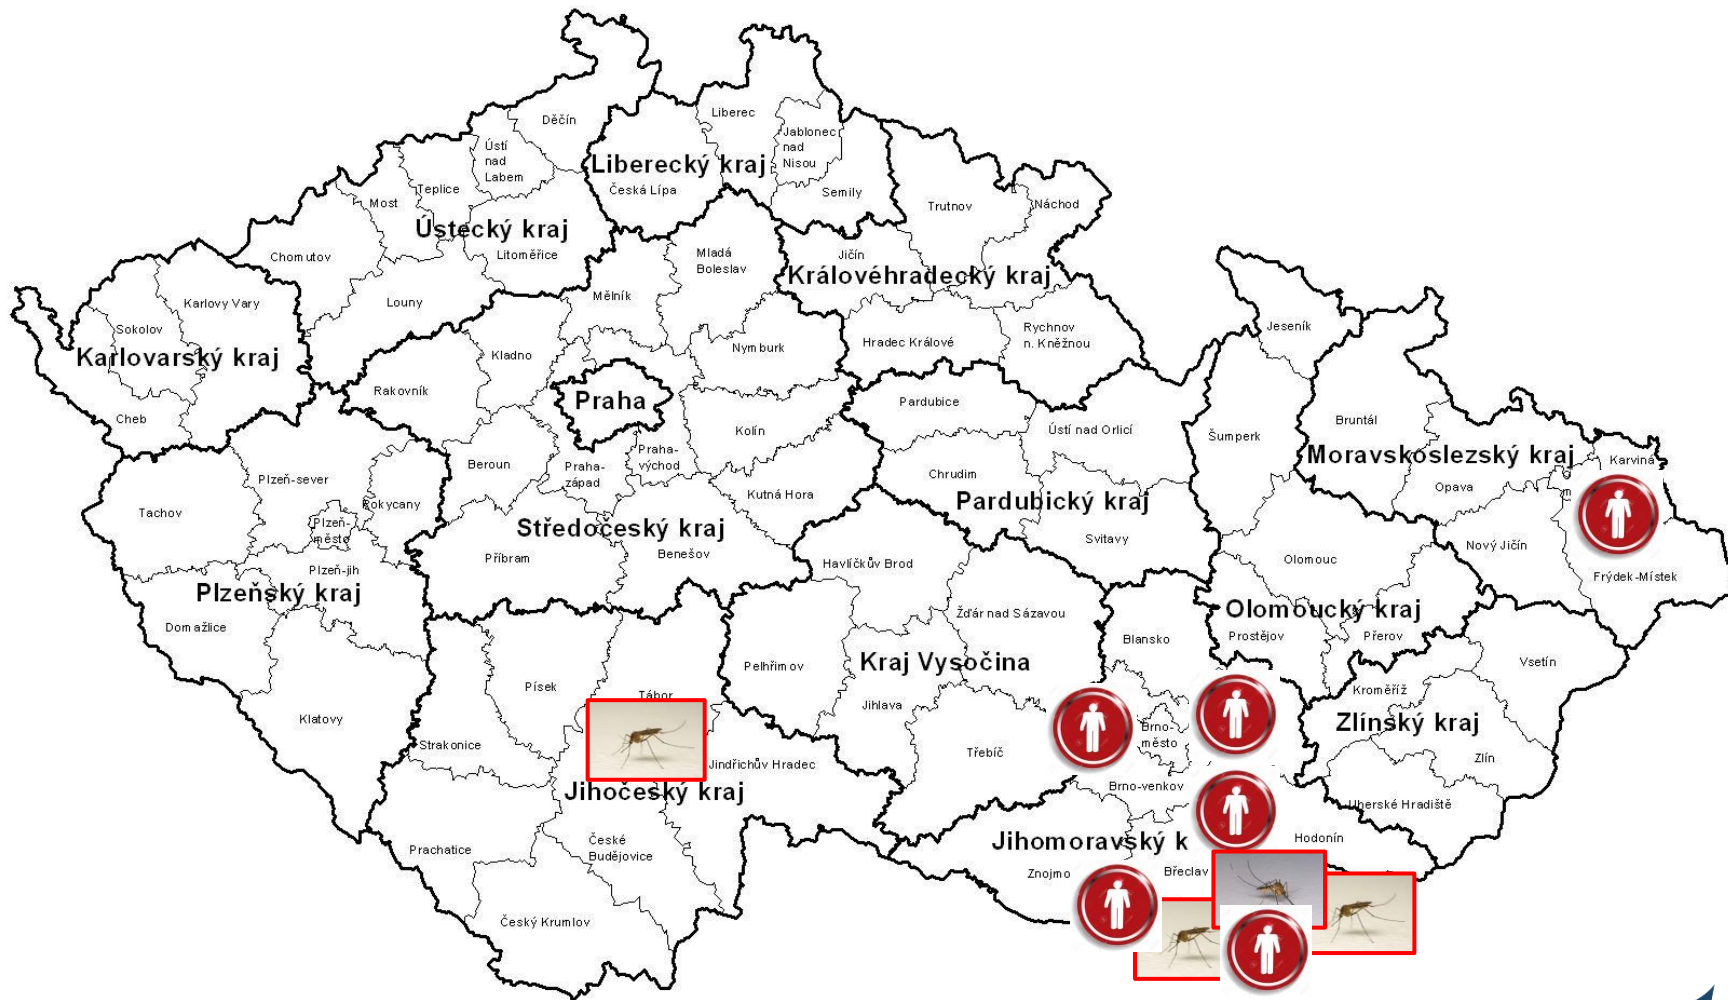 Děčín
Liberec
Jablonec
nad
Nisou
Ústí
nad
Labem
Liberecký kraj
Česká Lípa
Semily
Teplice
Most
Trutnov
Náchod
Ústecký kraj
Litoměřice
Chomutov
Mladá
Boleslav
Jičín
Královéhradecký kraj
Karlovy Vary
Louny
Mělník
Sokolov
Karlovarský kraj
Cheb
Kladno
Nymburk
Hradec Králové
Rychnov
n. Kněžnou
Jeseník
Rakovník
Praha
Pardubice
Kolín
Ústí nad Orlicí
Šumperk
Bruntál
Moravskoslezský kraj
Karviná
Beroun
Praha-
západ
Praha-
východ
Plzeň-sever
Rokycany
Tachov
Plzeň-
město
Kutná Hora
Chrudim
Pardubický kraj
Opava
m
Středočeský kraj
Svitavy
Nový Jičín
Příbram
Benešov
Havlíčkův Brod
Olomouc
Frýdek-Místek
Plzeň-jih
Plzeňský kraj
Domažlice
Žďár nad Sázavou
Olomoucký kraj
Prostějov
Přerov
Blansko
Pelhřimov
Kraj Vysočina
Vsetín
Písek
Tábor
Kroměříž
Klatovy
Jihlava
Zlínský kraj
Strakonice
Třebíč
Brno-
město
Zlín
Jindřichův Hradec
Jihočeský kraj
Brno-venkov
Uherské Hradiště
Prachatice
České
Budějovice
Jihomoravský k
Hodonín
Znojmo
Břeclav
Český Krumlov